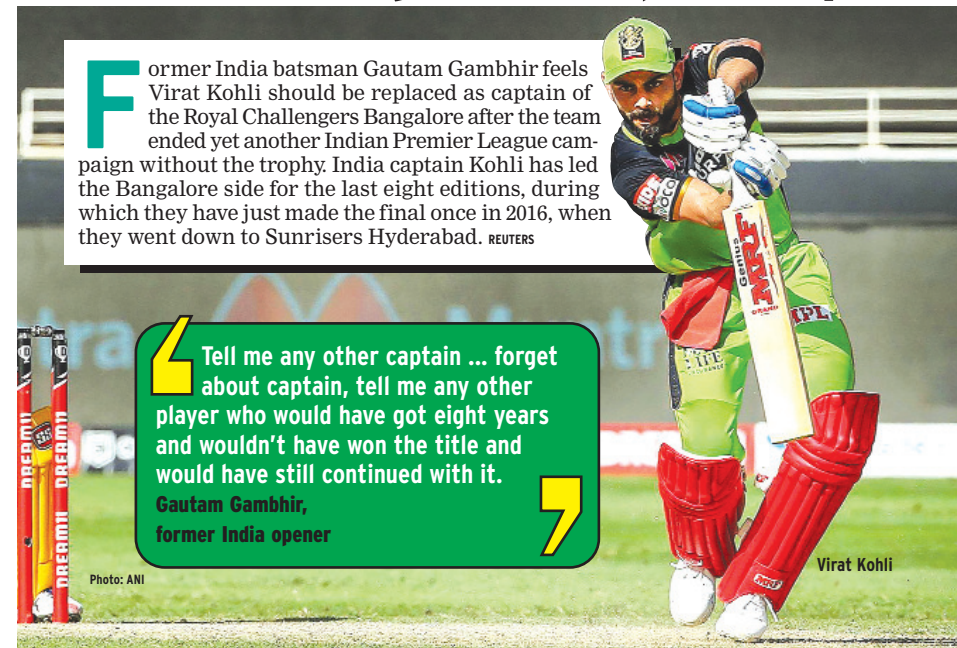 Former India batsman Gautam Gambhir feels
Virat Kohli should be replaced as captain of
the Royal Challengers Bangalore after the team
ended yet another Indian Premier League cam-
paign without the trophy. India captain Kohli has led
the Bangalore side for the last eight editions, during
which they have just made the final once in 2016, when
they went down to Sunrisers Hyderabad. REUTERS
Genius
MRF
GRAND
IPL
‘Tell me any other captain ... forget
about captain, tell me any other
player who would have got eight years
and wouldn't have won the title and
would have still continued with it.’
Gautam Gambhir,
former India opener
DREAM11
DREAM11
DREAM11
SS
Photo: ANI
Virat Kohli
MRF